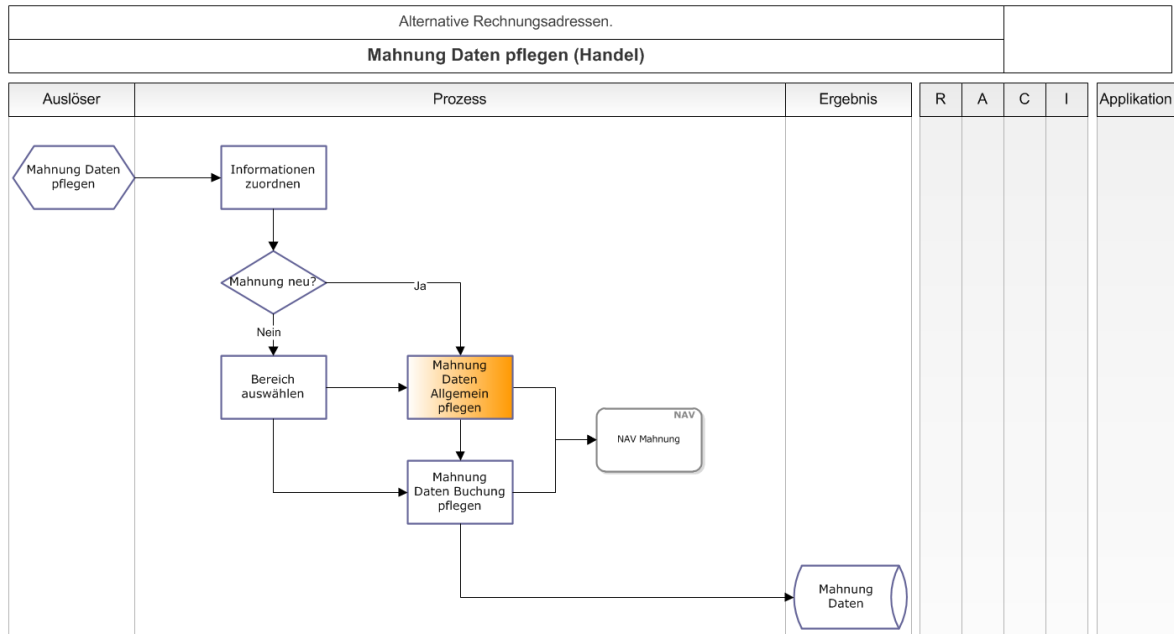 Alternative Rechnungsadressen.
Mahnung Daten pflegen (Handel)
Auslöser
Prozess
Ergebnis
R
A
C
I
Applikation
Mahnung Daten
pflegen
Informationen
zuordnen
Mahnung neu?
Ja
Nein
Bereich
auswählen
Mahnung
Daten
Allgemein
pflegen
NAV
NAV Mahnung
Mahnung
Daten Buchung
pflegen
Mahnung
Daten